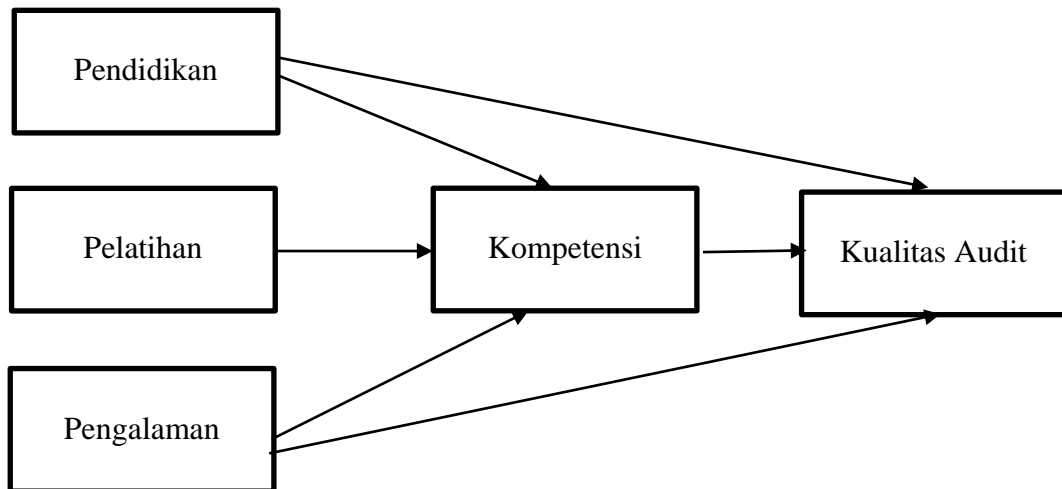 Pendidikan
Pelatihan
Kompetensi
Kualitas Audit
Pengalaman